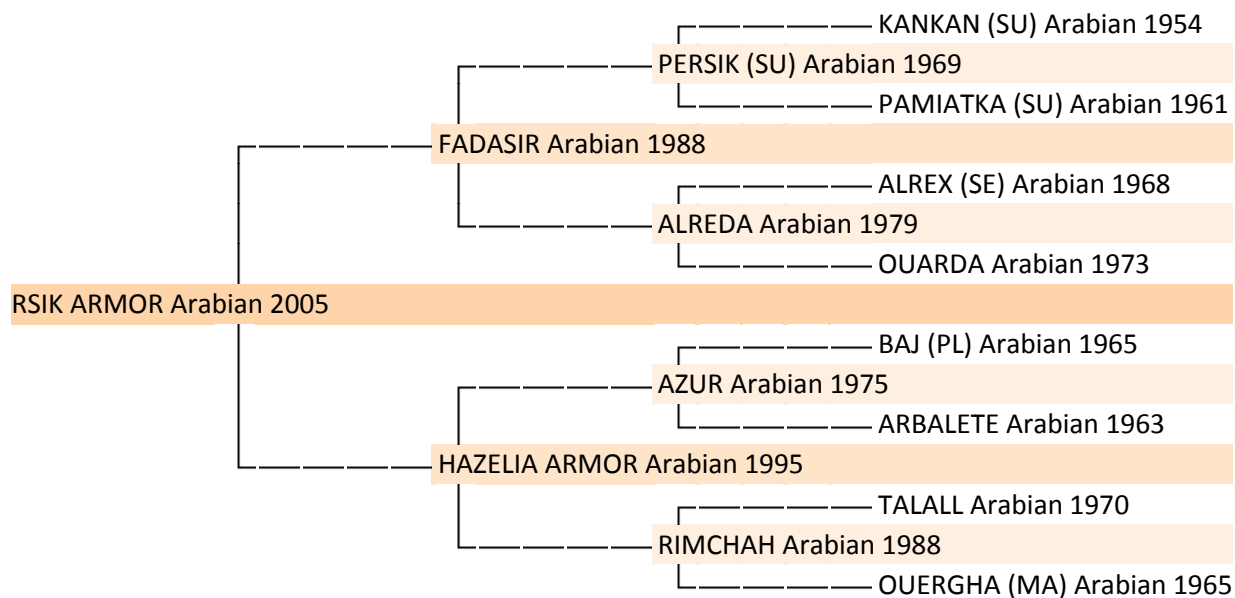 KANKAN (SU) Arabian 1954
PERSIK (SU) Arabian 1969
PAMIATKA (SU) Arabian 1961
FADASIR Arabian 1988
ALREX (SE) Arabian 1968
ALREDA Arabian 1979
OUARDA Arabian 1973
RSIK ARMOR Arabian 2005
BAJ (PL) Arabian 1965
AZUR Arabian 1975
ARBALETE Arabian 1963
HAZELIA ARMOR Arabian 1995
TALALL Arabian 1970
RIMCHAH Arabian 1988
OUERGHA (MA) Arabian 1965